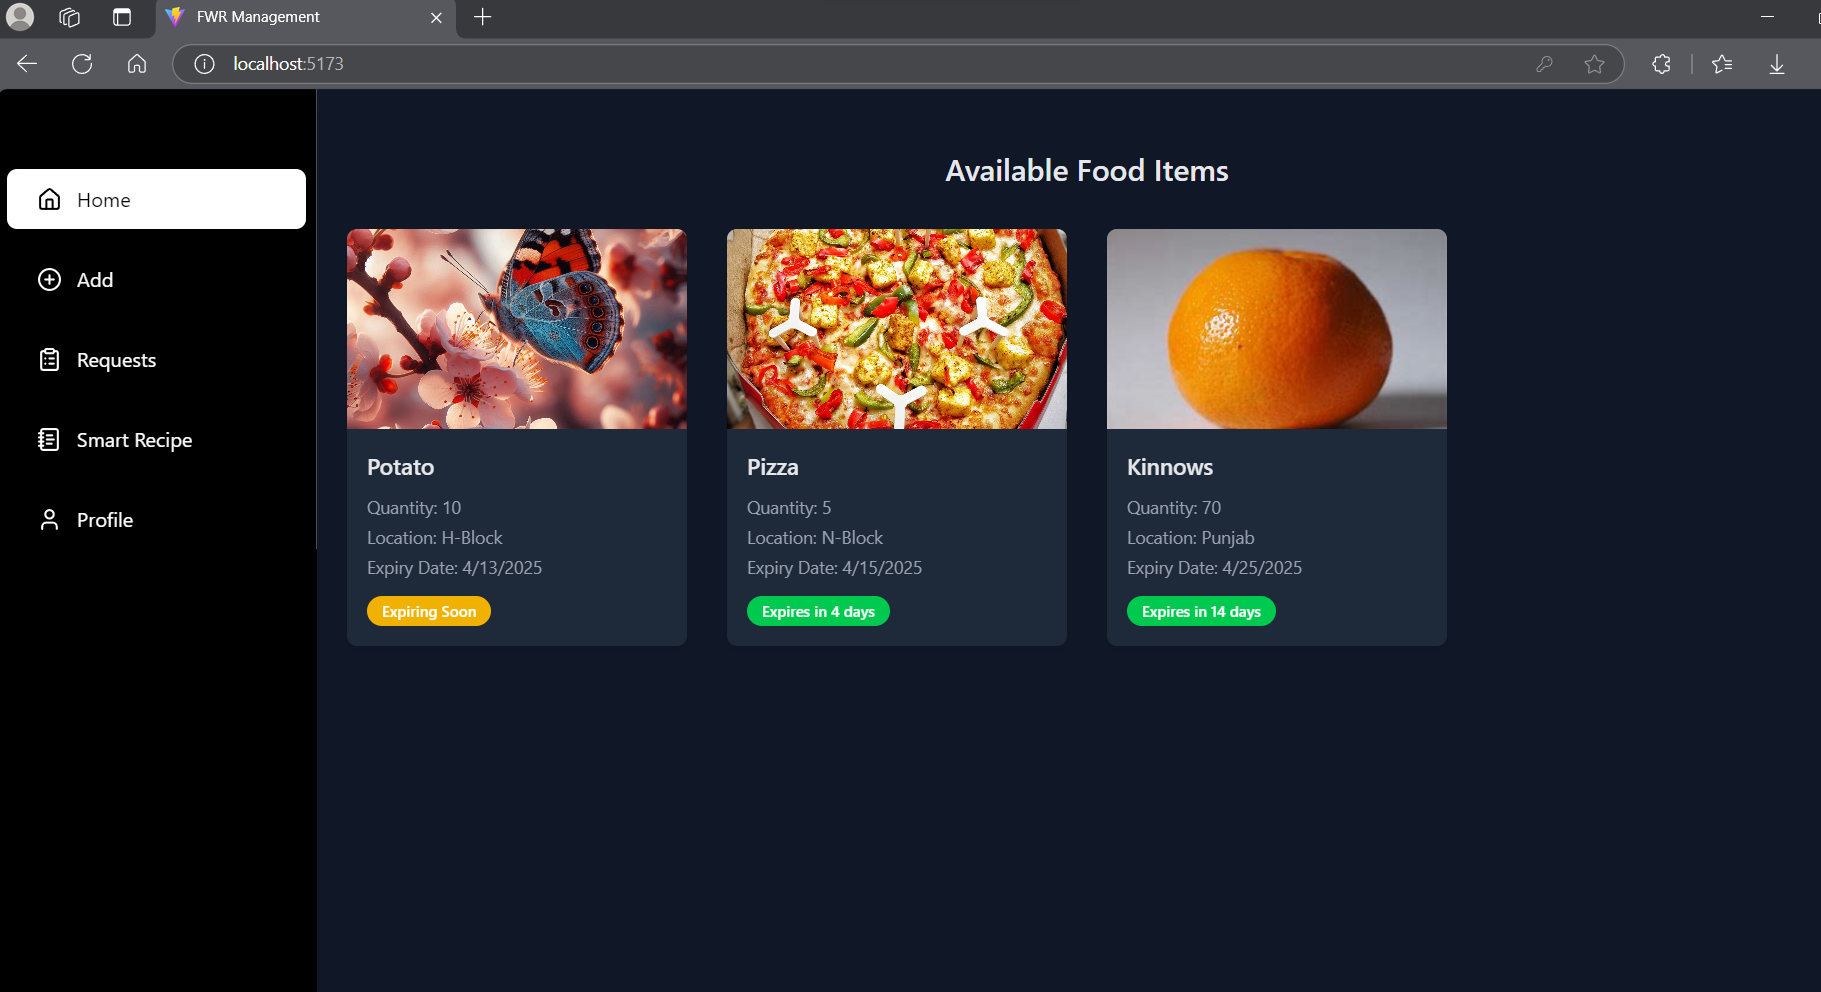 FWR Management
localhost:5173
Home
Add
Requests
Smart Recipe
Profile
Available Food Items
Potato
Quantity: 10
Location: H-Block
Expiry Date: 4/13/2025
Expiring Soon
Pizza
Quantity: 5
Location: N-Block
Expiry Date: 4/15/2025
Expires in 4 days
Kinnows
Quantity: 70
Location: Punjab
Expiry Date: 4/25/2025
Expires in 14 days